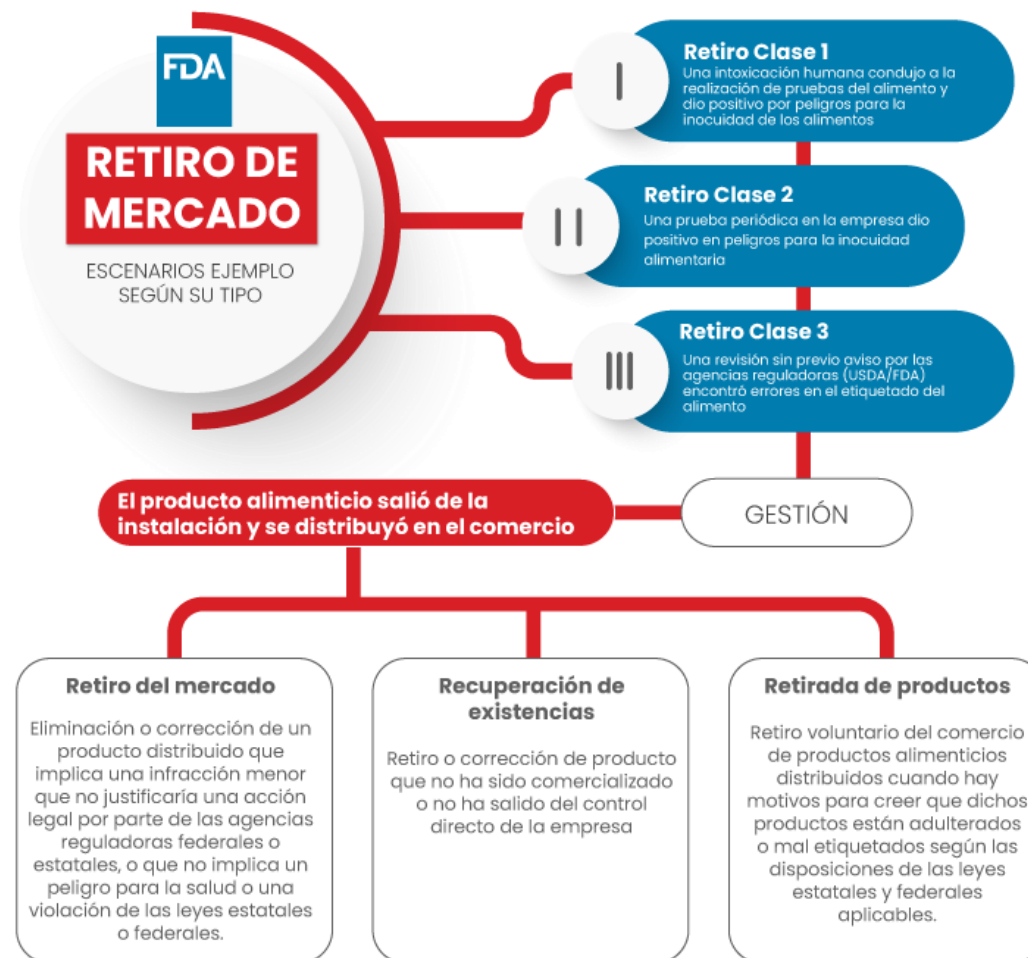 FDA
RETIRO DE
MERCADO
ESCENARIOS EJEMPLO
SEGÚN SU TIPO
I
Retiro Clase 1
Una intoxicación humana condujo a la
realización de pruebas del alimento y
dio positivo por peligros para la
inocuidad de los alimentos
II
Retiro Clase 2
Una prueba periódica en la empresa dio
positivo en peligros para la inocuidad
alimentaria
III
Retiro Clase 3
Una revisión sin previo aviso por las
agencias reguladoras (USDA/FDA)
encontró errores en el etiquetado del
alimento
GESTIÓN
El producto alimenticio salió de la
instalación y se distribuyó en el comercio
Retiro del mercado
Eliminación o corrección de un
producto distribuido que
implica una infracción menor
que no justificaría una acción
legal por parte de las agencias
reguladoras federales o
estatales, o que no implica un
peligro para la salud o una
violación de las leyes estatales
o federales.
Recuperación de
existencias
Retiro o corrección de producto
que no ha sido comercializado
o no ha salido del control
directo de la empresa
Retirada de productos
Retiro voluntario del comercio
de productos alimenticios
distribuidos cuando hay
motivos para creer que dichos
productos están adulterados
o mal etiquetados según las
disposiciones de las leyes
estatales y federales
aplicables.